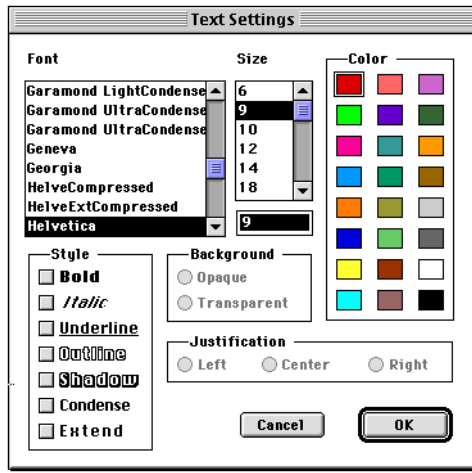 Text Settings
Font
Garamond LightCondense
Garamond UltraCondense
Garamond UltraCondense
Geneva
Georgia
HelveCompressed
HelveExtCompressed
Helvetica
Size
6
9
10
12
14
18
9
Color
Style
Bold
Italic
Underline
Outline
Shadow
Condense
Extend
Background
Opaque
Transparent
Justification
Left Center Right
Cancel OK